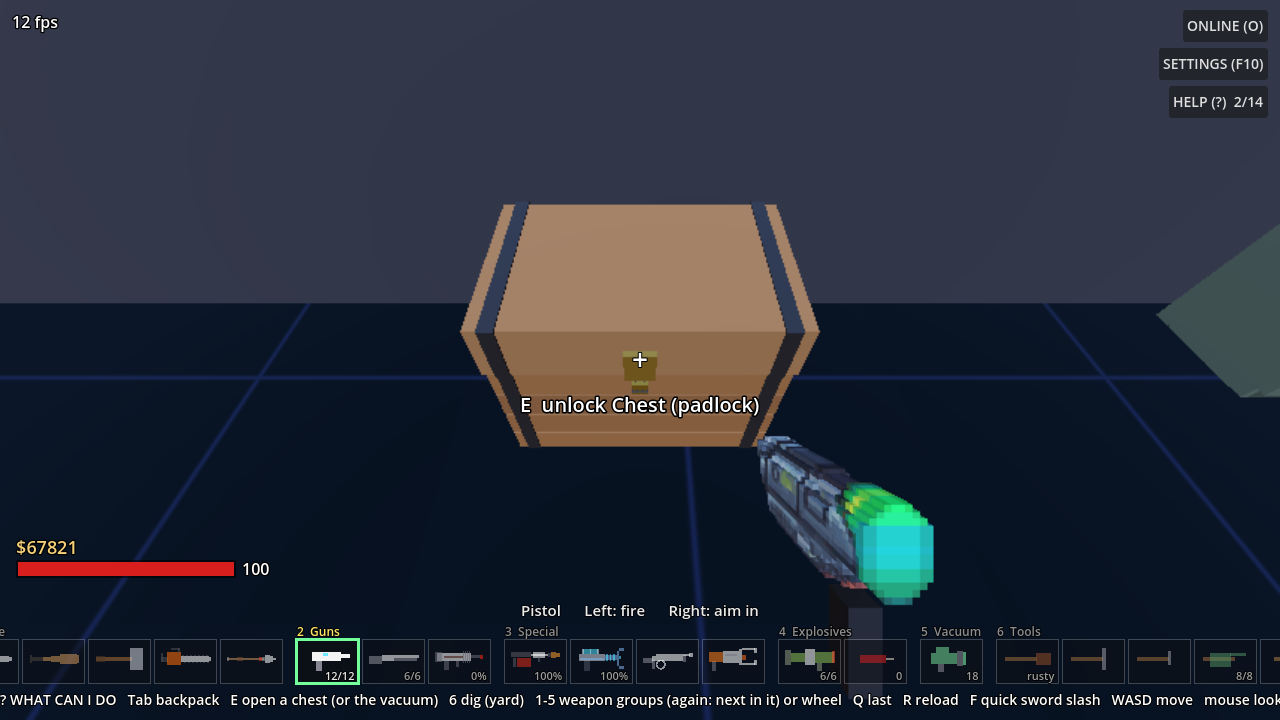 12 fps
ONLINE (O)
SETTINGS (F10)
HELP (?) 2/14
E unlock Chest (padlock)
$67821
100
Pistol Left: fire Right: aim in
e 2 Guns 3 Special 4 Explosives 5 Vacuum 6 Tools
12/12 6/6 0% 100% 100% 6/6 0 18 rusty 8/8
? WHAT CAN I DO Tab backpack E open a chest (or the vacuum) 6 dig (yard) 1-5 weapon groups (again: next in it) or wheel Q last R reload F quick sword slash WASD move mouse look